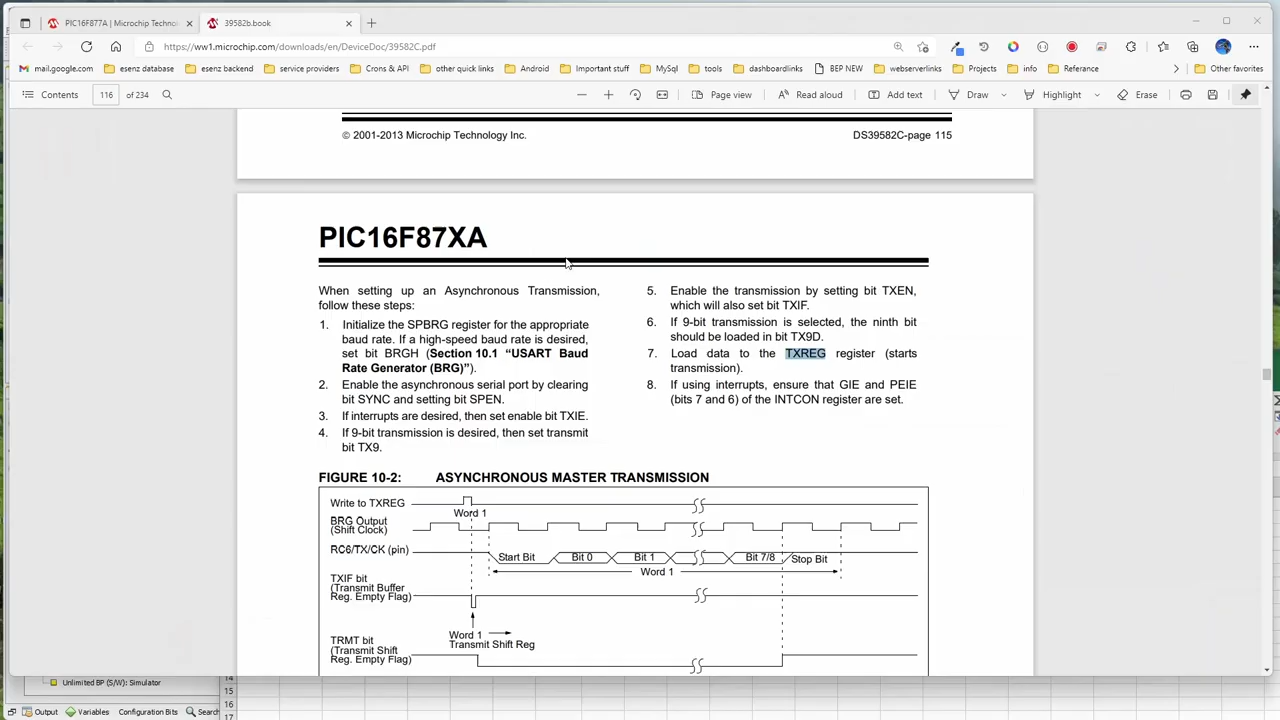 PIC16F877A | Microchip Technol
39582b.book
https://ww1.microchip.com/downloads/en/DeviceDoc/39582C.pdf
mail.google.com esenz database esenz backend service providers Crons & API other quick links Android Important stuff MySql tools dashboardlinks BEP NEW webserverlinks Projects info Referance Other favorites
Contents 116 of 234 Page view Read aloud Add text Draw Highlight Erase
© 2001-2013 Microchip Technology Inc. DS39582C-page 115
PIC16F87XA
When setting up an Asynchronous Transmission,
follow these steps:
1. Initialize the SPBRG register for the appropriate
baud rate. If a high-speed baud rate is desired,
set bit BRGH (Section 10.1 “USART Baud
Rate Generator (BRG)”).
2. Enable the asynchronous serial port by clearing
bit SYNC and setting bit SPEN.
3. If interrupts are desired, then set enable bit TXIE.
4. If 9-bit transmission is desired, then set transmit
bit TX9.
5. Enable the transmission by setting bit TXEN,
which will also set bit TXIF.
6. If 9-bit transmission is selected, the ninth bit
should be loaded in bit TX9D.
7. Load data to the TXREG register (starts
transmission).
8. If using interrupts, ensure that GIE and PEIE
(bits 7 and 6) of the INTCON register are set.
FIGURE 10-2: ASYNCHRONOUS MASTER TRANSMISSION
Write to TXREG
Word 1
BRG Output
(Shift Clock)
RC6/TX/CK (pin)
Start Bit Bit 0 Bit 1 Bit 7/8 Stop Bit
Word 1
TXIF bit
(Transmit Buffer
Reg. Empty Flag)
Word 1
Transmit Shift Reg
TRMT bit
(Transmit Shift
Reg. Empty Flag)
Unlimited BP (S/W): Simulator
14
15
16
17
Output Variables Configuration Bits Search